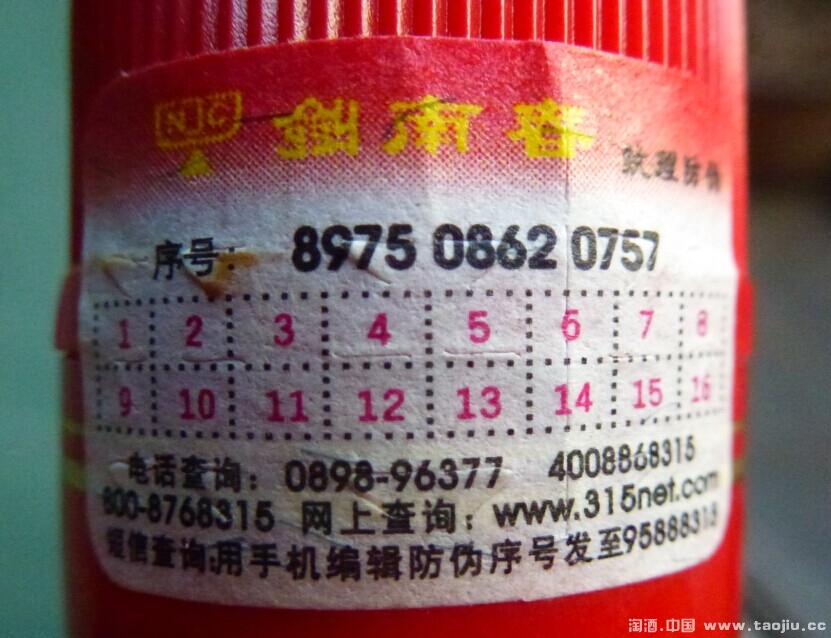 NJC 剑南春
纹理防伪
序号: 8975 0862 0757
1 2 3 4 5 6 7 8
9 10 11 12 13 14 15 16
电话查询: 0898-96377 4008868315
800-8768315 网上查询: www.315net.com
短信查询:用手机编辑防伪序号发至95888315
淘酒.中国 www.taojiu.cc